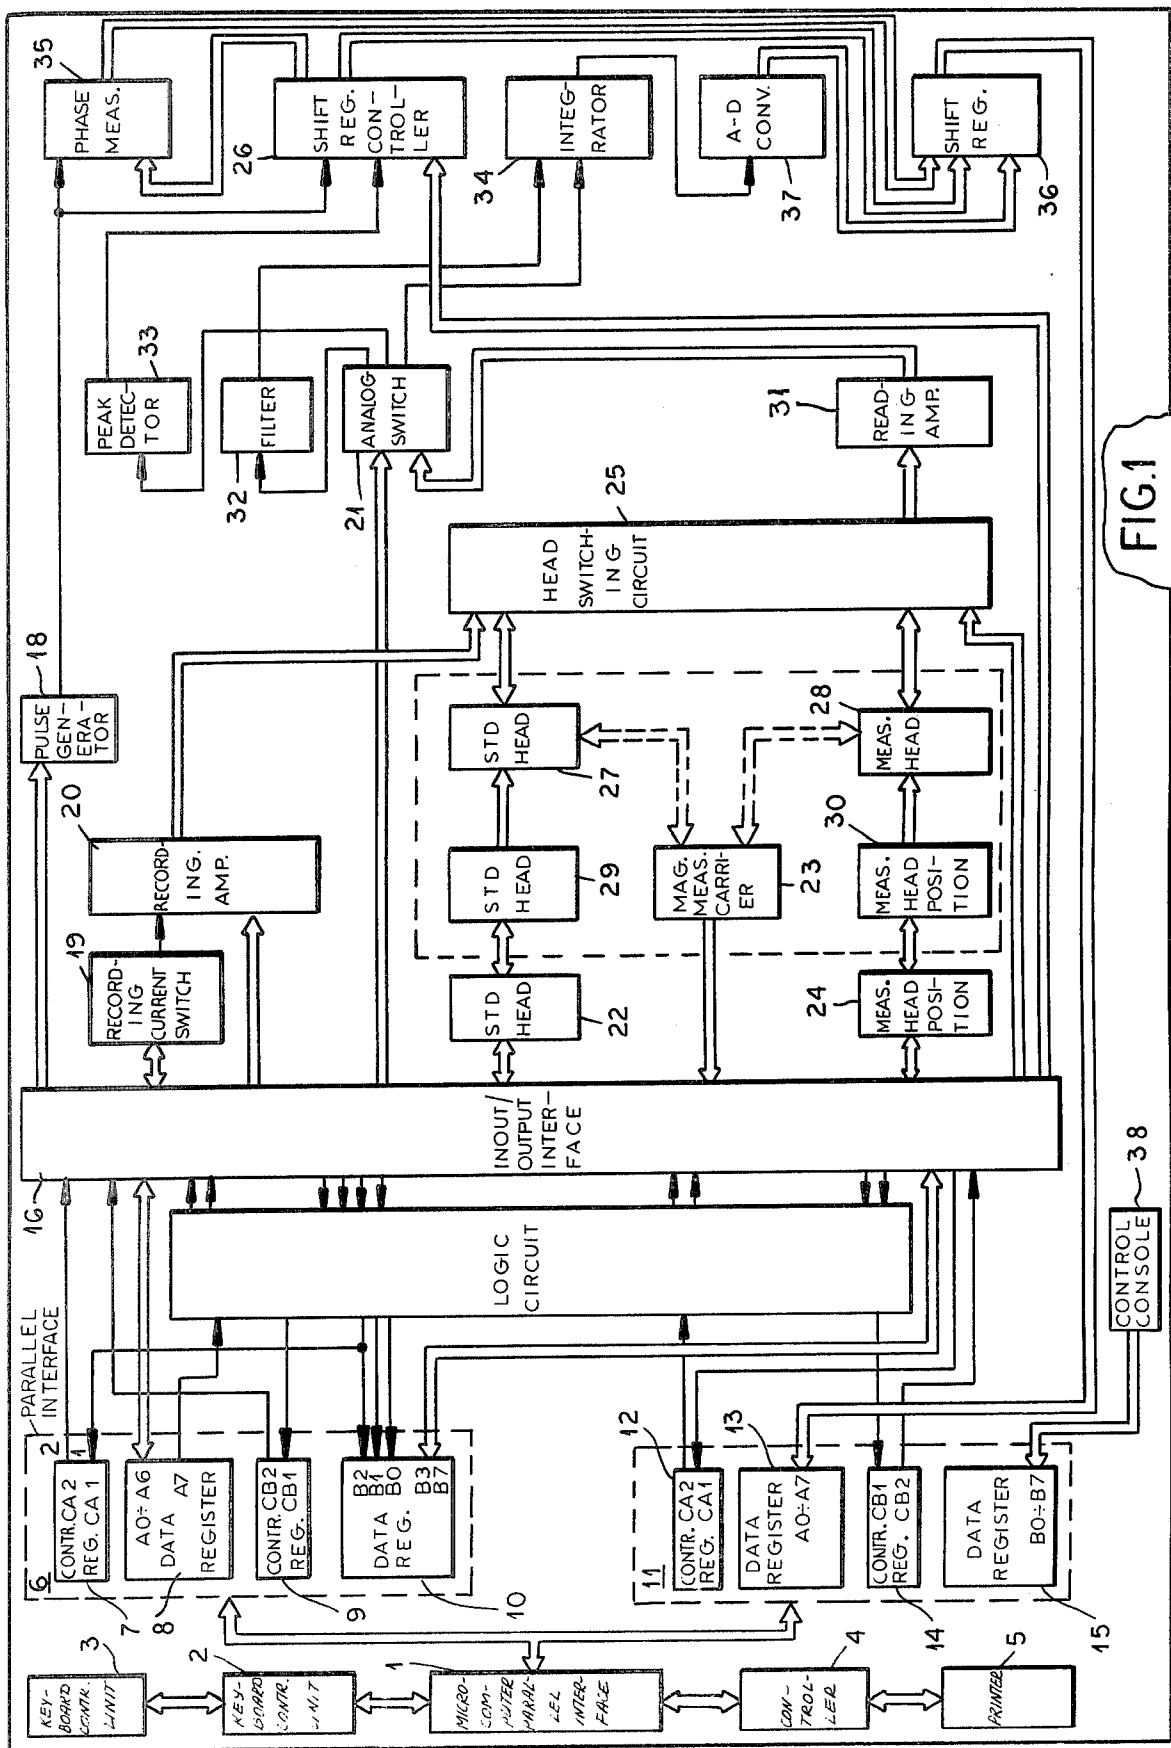 KEY-
BOARD
CONTR.
UNIT
3
KEY-
BOARD
CONTR.
UNIT
2
MICRO-
COM-
PUTER
PARAL-
LEL
INTER-
FACE
1
CON-
TROL-
LER
4
PRINTER
5
PARALLEL
INTERFACE
6
2
1
CONTR. CA2
REG. CA1
7
A0÷A6
DATA A7
REGISTER
8
CONTR. CB2
REG. CB1
9
B2
B1
B0
DATA
REG.
B3
B7
10
11
CONTR. CA2
REG. CA1
12
DATA
REGISTER
A0÷A7
13
CONTR. CB1
REG. CB2
14
DATA
REGISTER
B0÷B7
15
LOGIC
CIRCUIT
CONTROL
CONSOLE
38
16
INOUT/
OUTPUT
INTER-
FACE
RECORD-
ING
CURRENT
SWITCH
19
RECORD-
ING.
AMP.
20
PULSE
GEN-
ERA-
TOR
18
STD
HEAD
22
STD
HEAD
29
STD
HEAD
27
MAG.
MEAS.
CARRI-
ER
23
MEAS.
HEAD
POSI-
TION
24
MEAS.
HEAD
POSI-
TION
30
MEAS.
HEAD
28
HEAD
SWITCH-
ING
CIRCUIT
25
PEAK
DETEC-
TOR
33
FILTER
32
ANALOG
SWITCH
21
READ-
ING
AMP.
31
PHASE
MEAS.
35
SHIFT
REG.
CON-
TROL-
LER
26
INTEG-
RATOR
34
A-D
CONV.
37
SHIFT
REG.
36
FIG.1